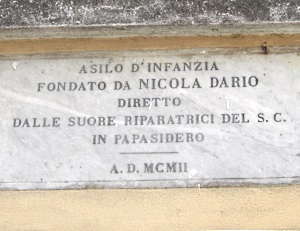 ASILO D'INFANZIA
FONDATO DA NICOLA DARIO
DIRETTO
DALLE SUORE RIPARATRICI DEL S. C.
IN PAPASIDERO
A. D. MCMII